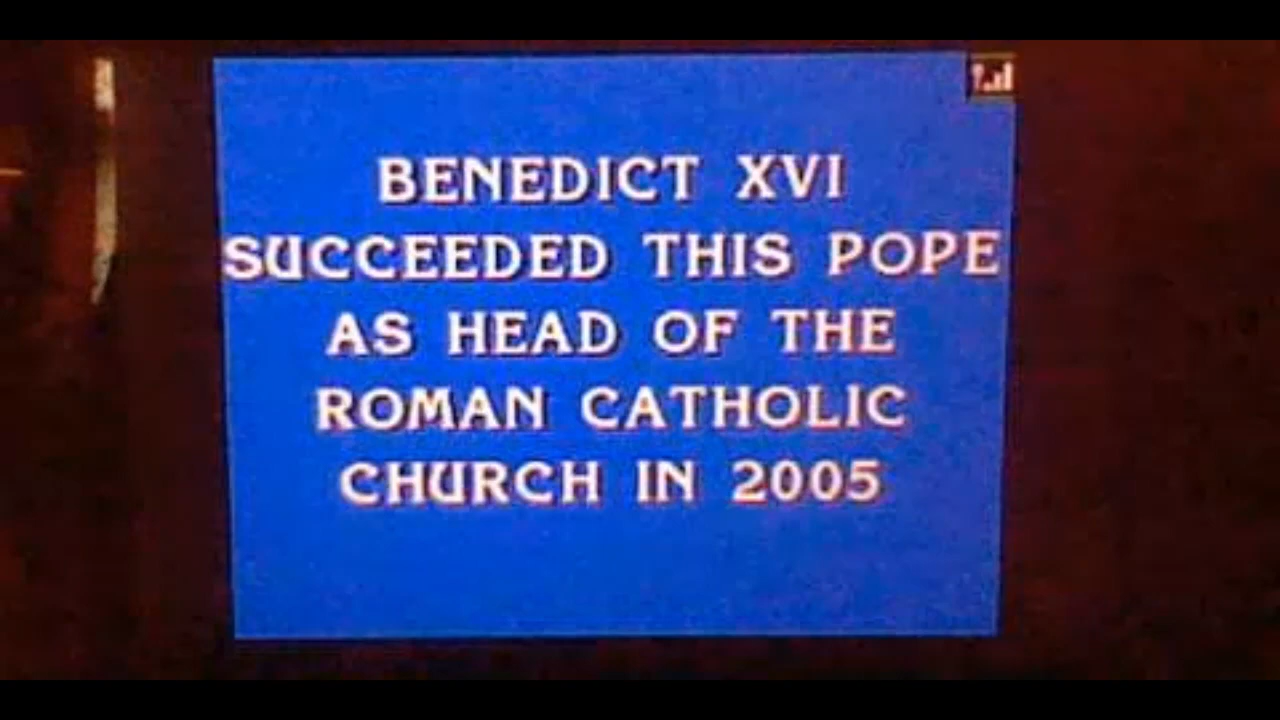 BENEDICT XVI
SUCCEEDED THIS POPE
AS HEAD OF THE
ROMAN CATHOLIC
CHURCH IN 2005